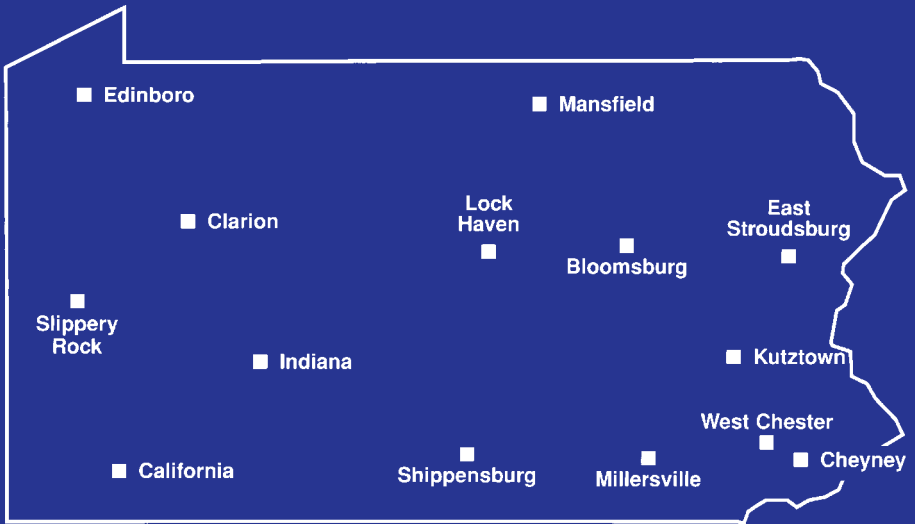 Edinboro
Mansfield
Clarion
Lock
Haven
East
Stroudsburg
Bloomsburg
Slippery
Rock
Indiana
Kutztown
West Chester
California
Shippensburg
Millersville
Cheyney